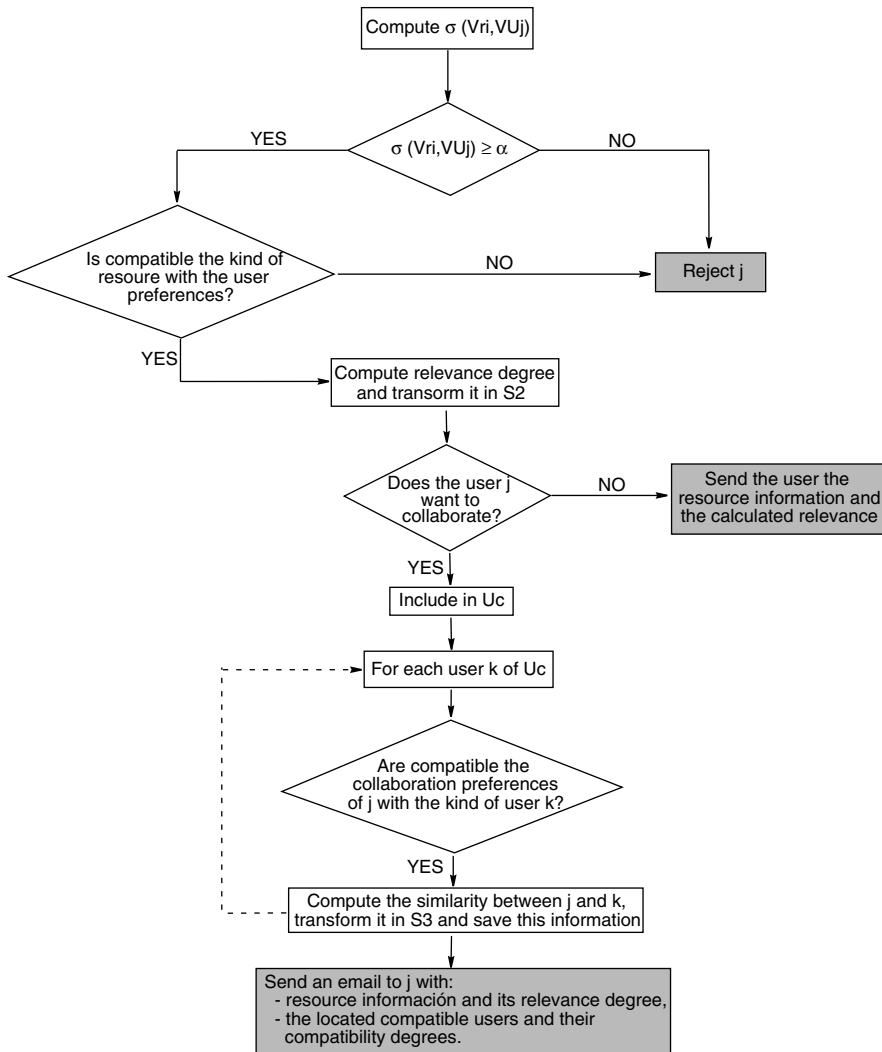 Compute σ (Vri,VUj)
YES
σ (Vri,VUj) ≥ α
NO
Is compatible the kind of
resoure with the user
preferences?
NO
Reject j
YES
Compute relevance degree
and transorm it in S2
Does the user j
want to
collaborate?
NO
Send the user the
resource information and
the calculated relevance
YES
Include in Uc
For each user k of Uc
Are compatible the
collaboration preferences
of j with the kind of user k?
YES
Compute the similarity between j and k,
transform it in S3 and save this information
Send an email to j with:
- resource información and its relevance degree,
- the located compatible users and their
compatibility degrees.